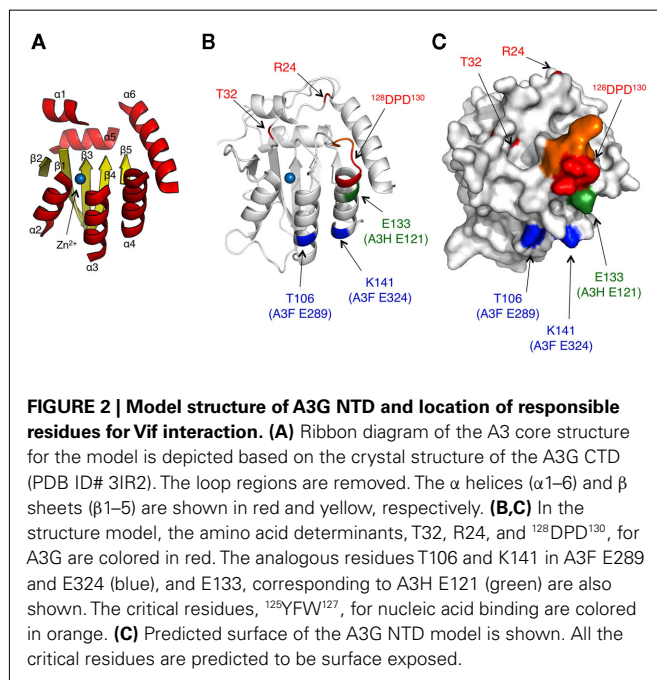 A
B
C
R24
R24
T32
T32
¹²⁸DPD¹³⁰
¹²⁸DPD¹³⁰
α1
α6
α5
β2
β1
β3
β5
β4
α2
Zn²⁺
α3
α4
E133
(A3H E121)
E133
(A3H E121)
K141
(A3F E324)
T106
(A3F E289)
T106
(A3F E289)
K141
(A3F E324)
FIGURE 2 | Model structure of A3G NTD and location of responsible
residues for Vif interaction. (A) Ribbon diagram of the A3 core structure
for the model is depicted based on the crystal structure of the A3G CTD
(PDB ID# 3IR2). The loop regions are removed. The α helices (α1–6) and β
sheets (β1–5) are shown in red and yellow, respectively. (B,C) In the
structure model, the amino acid determinants, T32, R24, and ¹²⁸DPD¹³⁰, for
A3G are colored in red. The analogous residues T106 and K141 in A3F E289
and E324 (blue), and E133, corresponding to A3H E121 (green) are also
shown. The critical residues, ¹²⁵YFW¹²⁷, for nucleic acid binding are colored
in orange. (C) Predicted surface of the A3G NTD model is shown. All the
critical residues are predicted to be surface exposed.